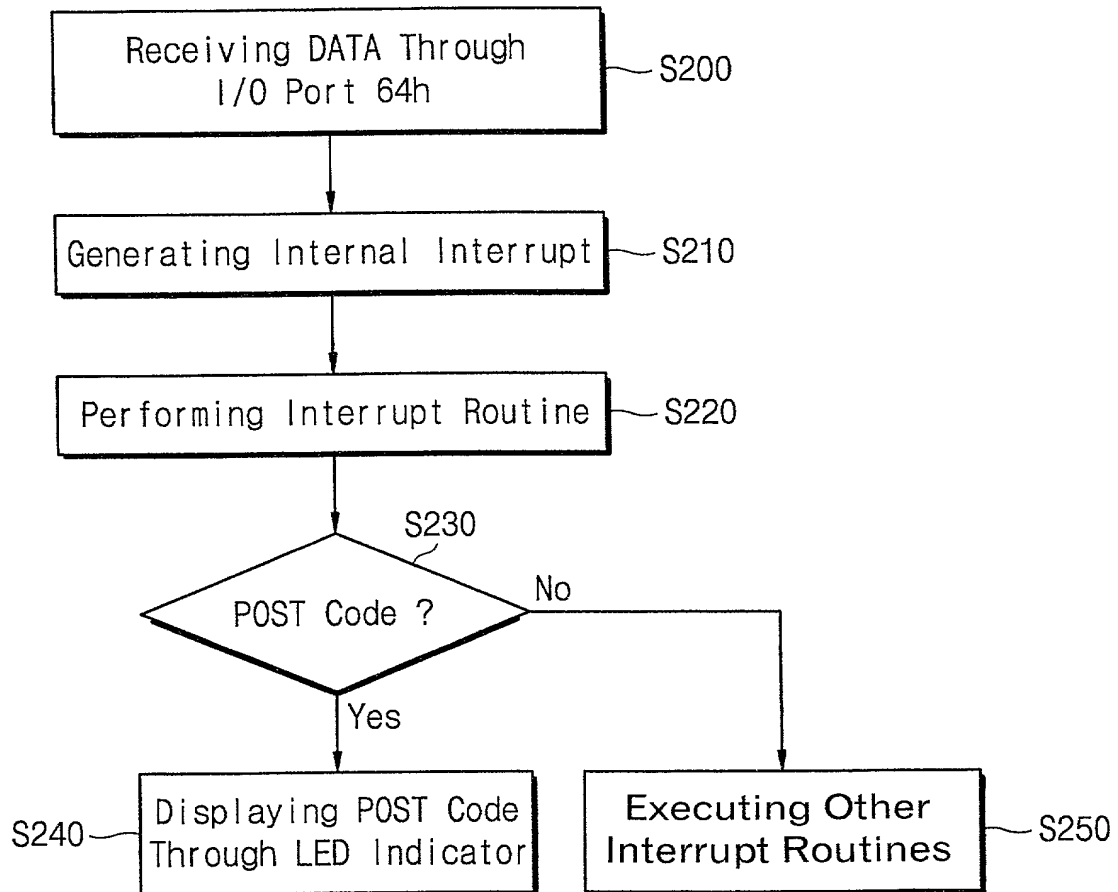 Receiving DATA Through
I/O Port 64h
S200
Generating Internal Interrupt
S210
Performing Interrupt Routine
S220
S230
POST Code ?
No
Yes
S240
Displaying POST Code
Through LED Indicator
Executing Other
Interrupt Routines
S250